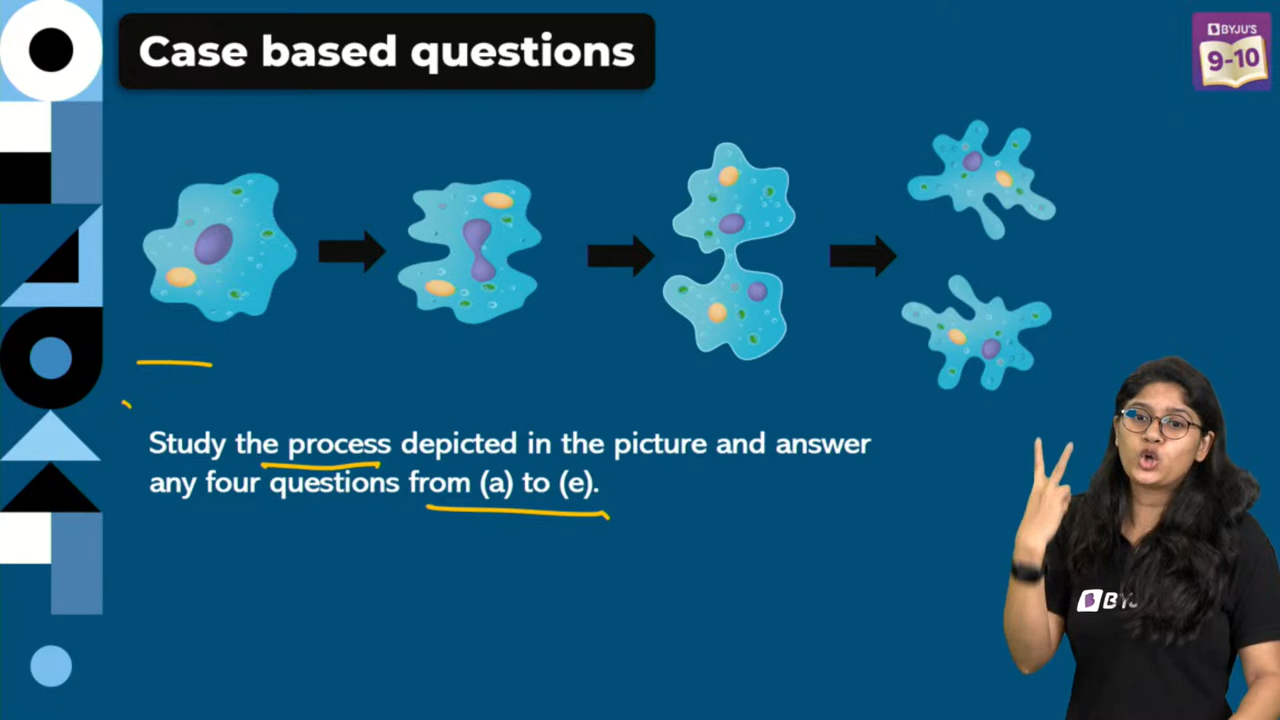 Case based questions
BYJU'S
9-10
Study the process depicted in the picture and answer
any four questions from (a) to (e).